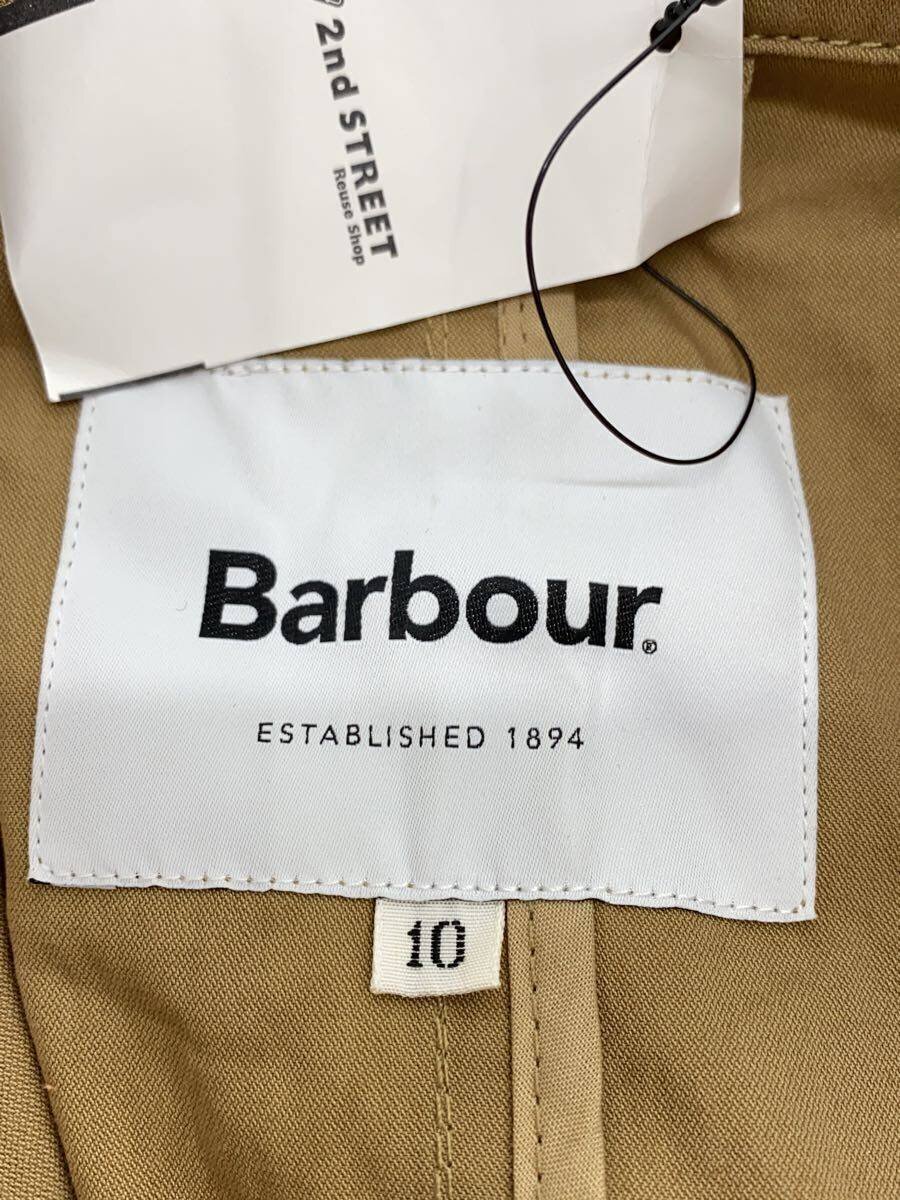 2nd STREET
Reuse Shop
Barbour®
ESTABLISHED 1894
10